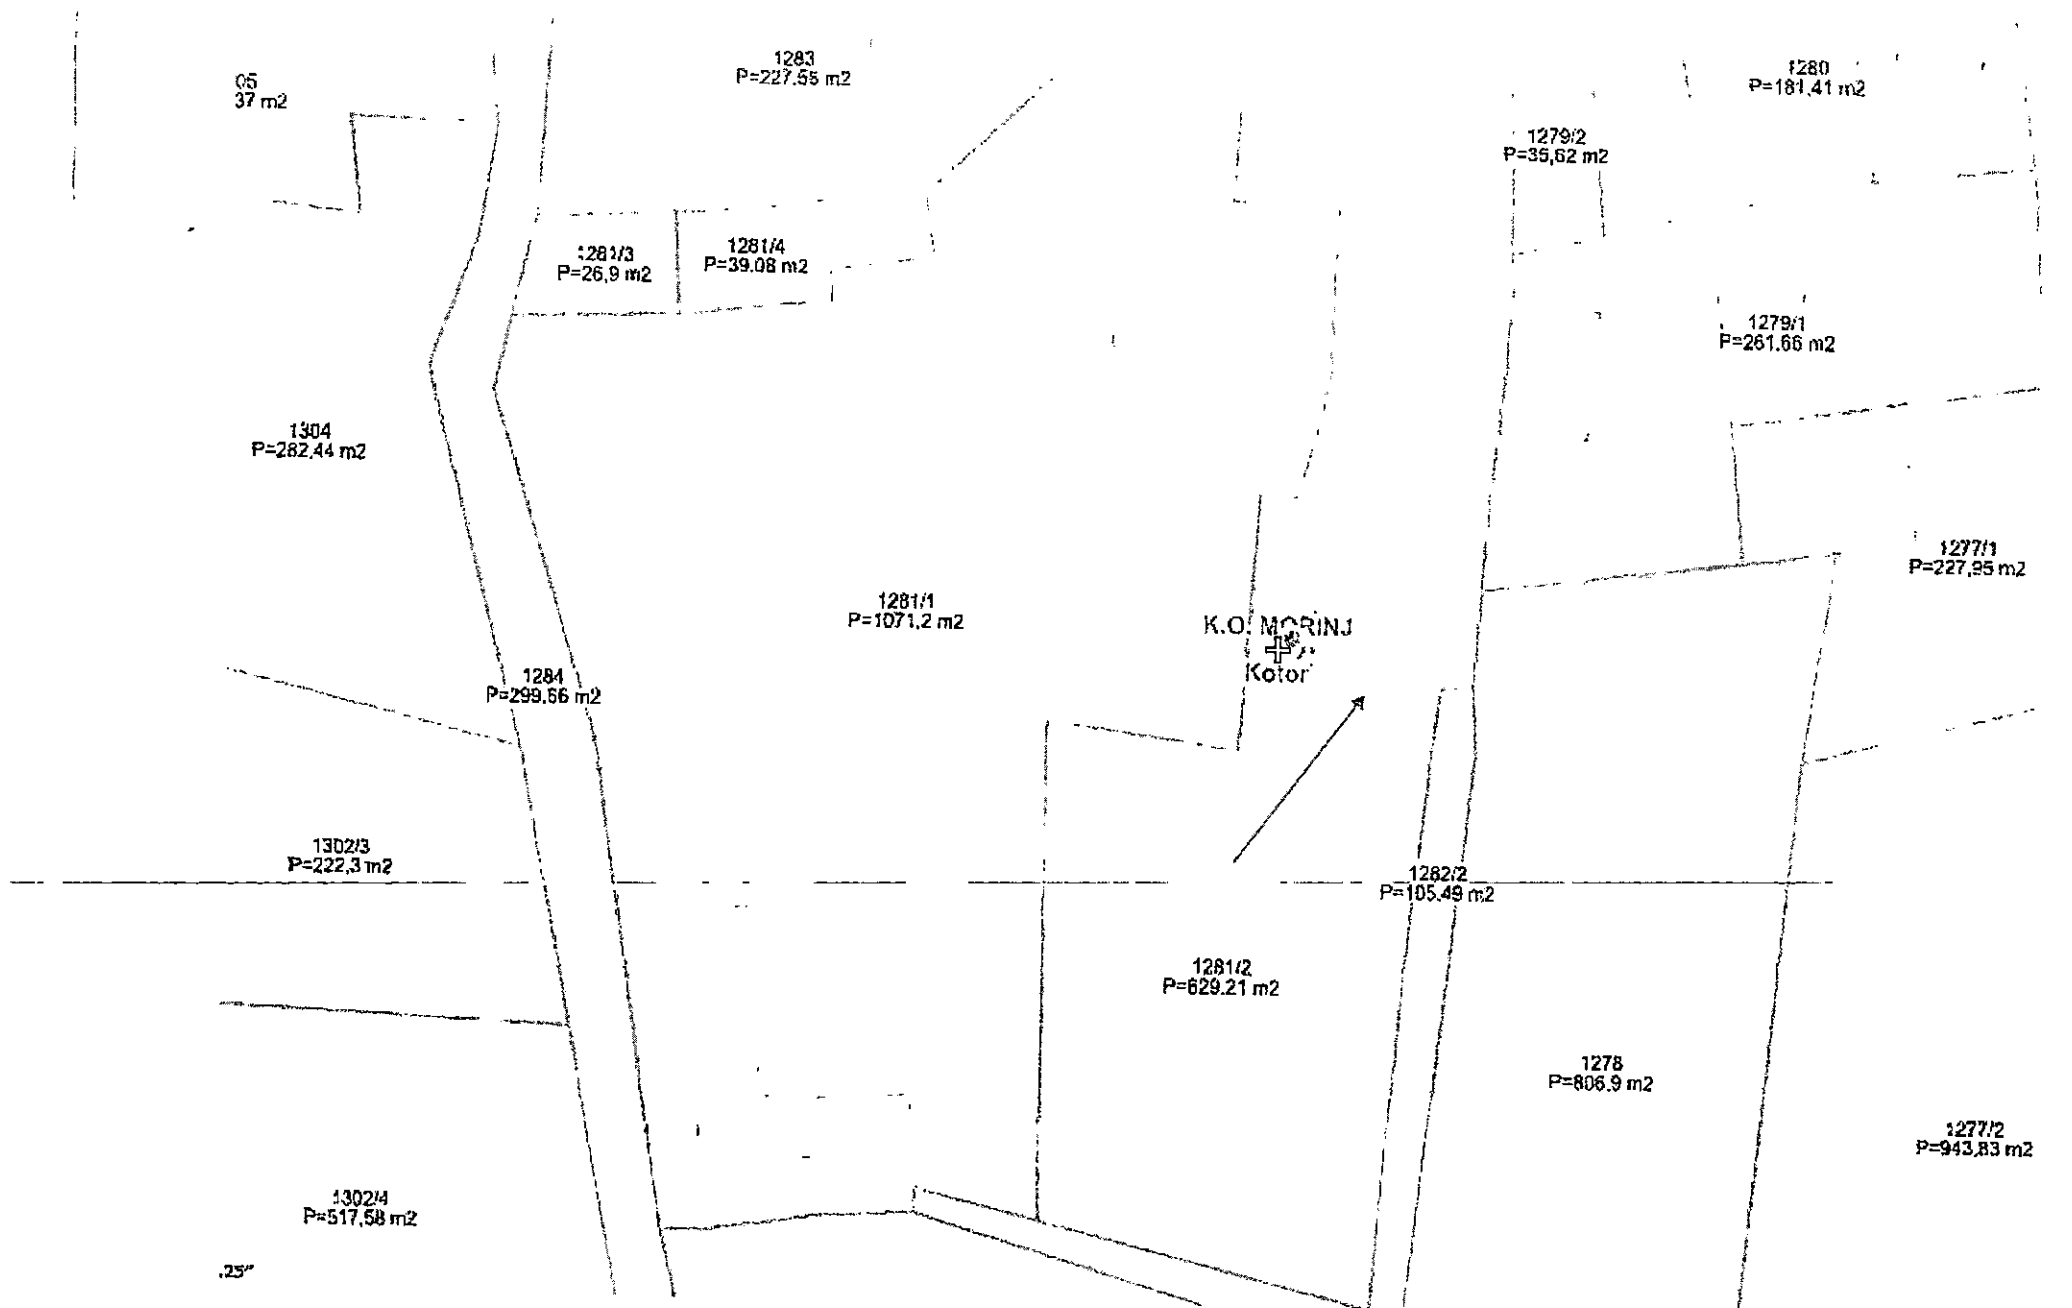 05
37 m2
1283
P=227.55 m2
1280
P=181,41 m2
1279/2
P=35,62 m2
1281/3
P=26,9 m2
1281/4
P=39.08 m2
1279/1
P=261.66 m2
1304
P=282,44 m2
1277/1
P=227,95 m2
1281/1
P=1071,2 m2
K.O. MORINJ
Kotor
1284
P=299,66 m2
1302/3
P=222,3 m2
1282/2
P=105.49 m2
1281/2
P=629.21 m2
1278
P=806.9 m2
1277/2
P=943,83 m2
1302/4
P=517,58 m2
.25"